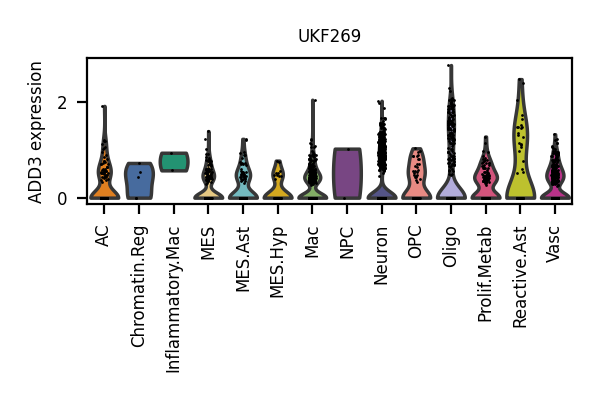 UKF269
ADD3 expression
2
0
AC
Chromatin.Reg
Inflammatory.Mac
MES
MES.Ast
MES.Hyp
Mac
NPC
Neuron
OPC
Oligo
Prolif.Metab
Reactive.Ast
Vasc